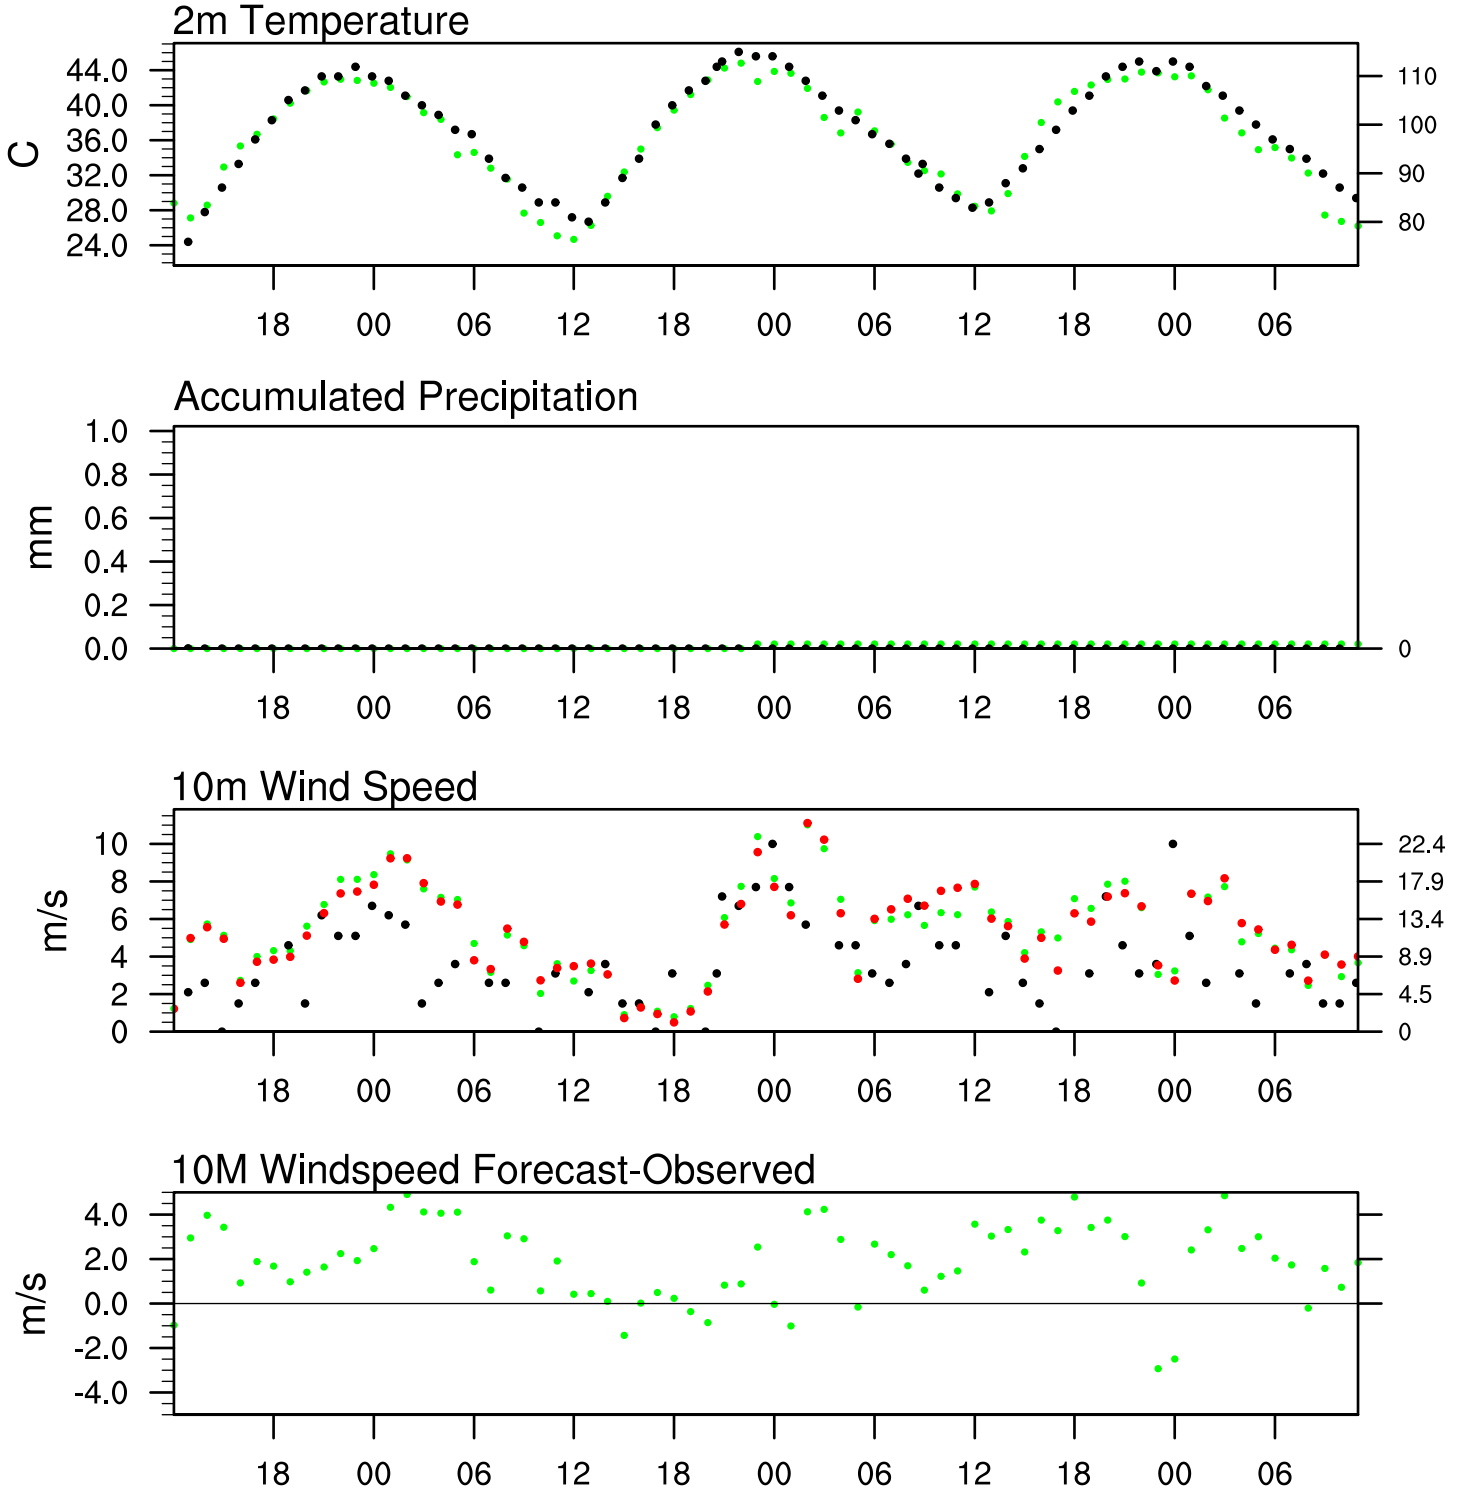 2m Temperature
44.0
40.0
36.0
32.0
28.0
24.0
C
110
100
90
80
18 00 06 12 18 00 06 12 18 00 06
Accumulated Precipitation
1.0
0.8
0.6
0.4
0.2
0.0
mm
0
18 00 06 12 18 00 06 12 18 00 06
10m Wind Speed
10
8
6
4
2
0
m/s
22.4
17.9
13.4
8.9
4.5
0
18 00 06 12 18 00 06 12 18 00 06
10M Windspeed Forecast-Observed
4.0
2.0
0.0
-2.0
-4.0
m/s
18 00 06 12 18 00 06 12 18 00 06